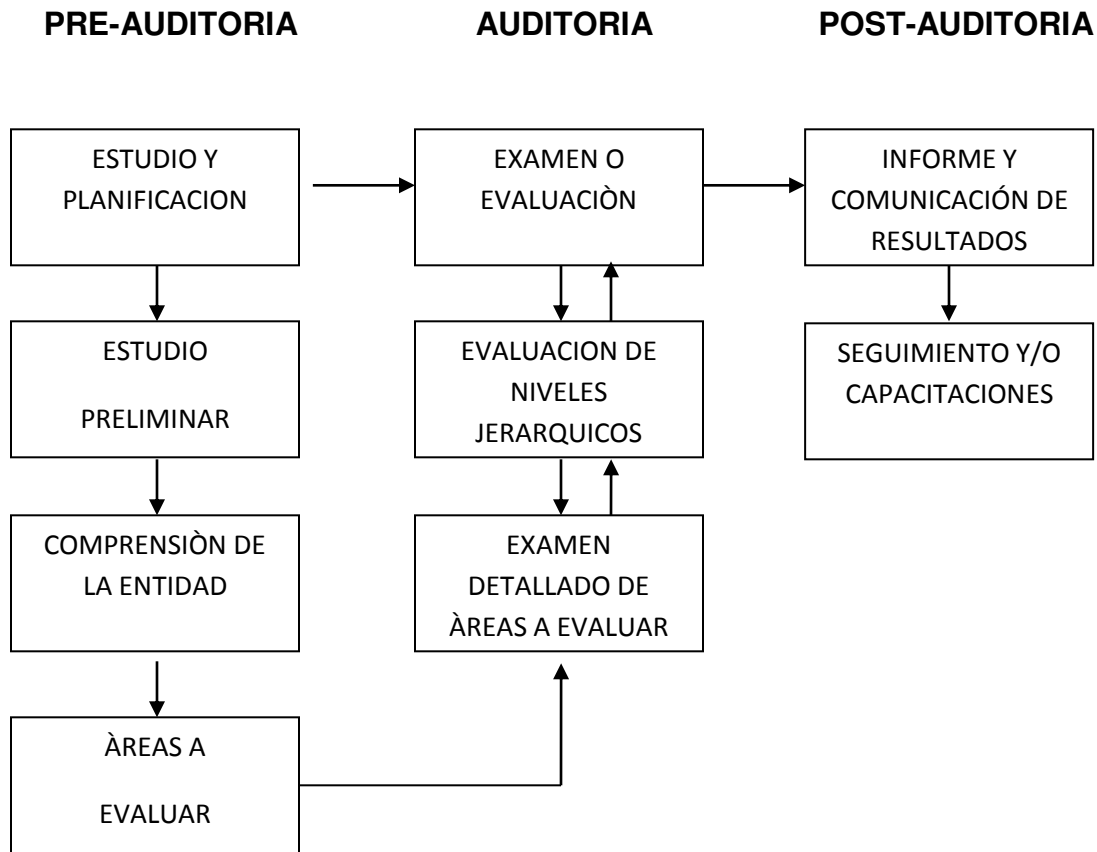 PRE-AUDITORIA
AUDITORIA
POST-AUDITORIA
ESTUDIO Y
PLANIFICACION
EXAMEN O
EVALUACIÒN
INFORME Y
COMUNICACIÓN DE
RESULTADOS
ESTUDIO
PRELIMINAR
EVALUACION DE
NIVELES
JERARQUICOS
SEGUIMIENTO Y/O
CAPACITACIONES
COMPRENSIÒN DE
LA ENTIDAD
EXAMEN
DETALLADO DE
ÀREAS A EVALUAR
ÀREAS A
EVALUAR